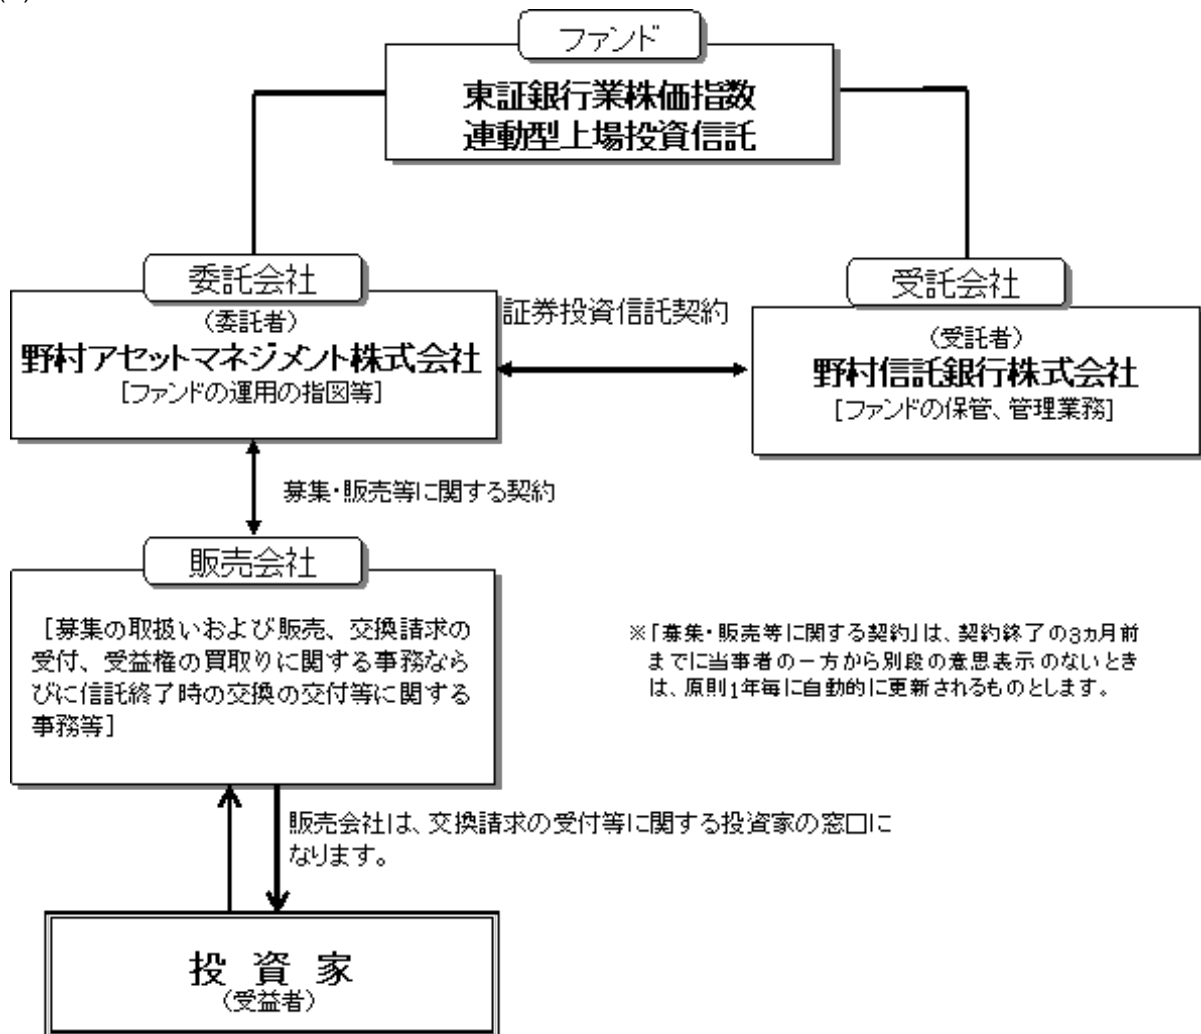 ファンド
東証銀行業株価指数
連動型上場投資信託
委託会社
(委託者)
野村アセットマネジメント株式会社
[ファンドの運用の指図等]
証券投資信託契約
受託会社
(受託者)
野村信託銀行株式会社
[ファンドの保管、管理業務]
募集・販売等に関する契約
販売会社
[募集の取扱いおよび販売、交換請求の
受付、受益権の買取りに関する事務なら
びに信託終了時の交換の交付等に関する
事務等]
※「募集・販売等に関する契約」は、契約終了の3ヵ月前
までに当事者の一方から別段の意思表示のないとき
は、原則1年毎に自動的に更新されるものとします。
販売会社は、交換請求の受付等に関する投資家の窓口に
なります。
投 資 家
(受益者)